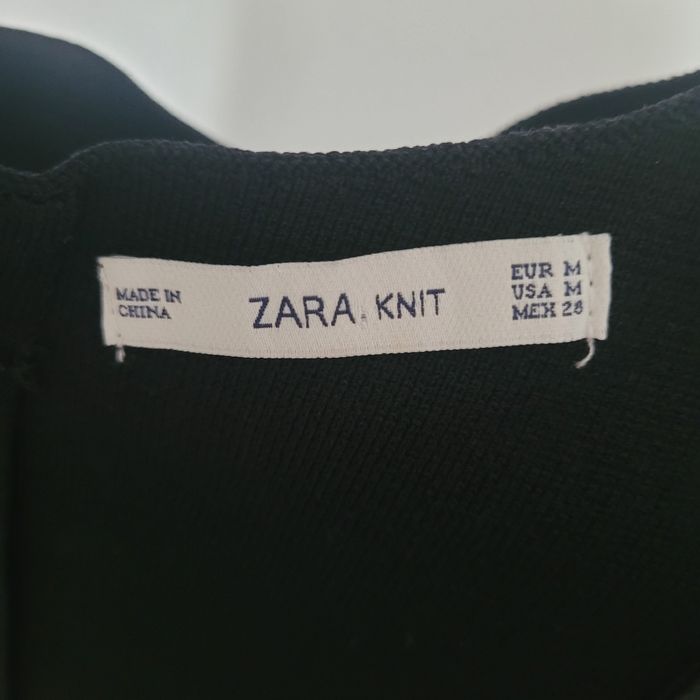 MADE IN
CHINA
ZARA KNIT
EUR M
USA M
MEX 28